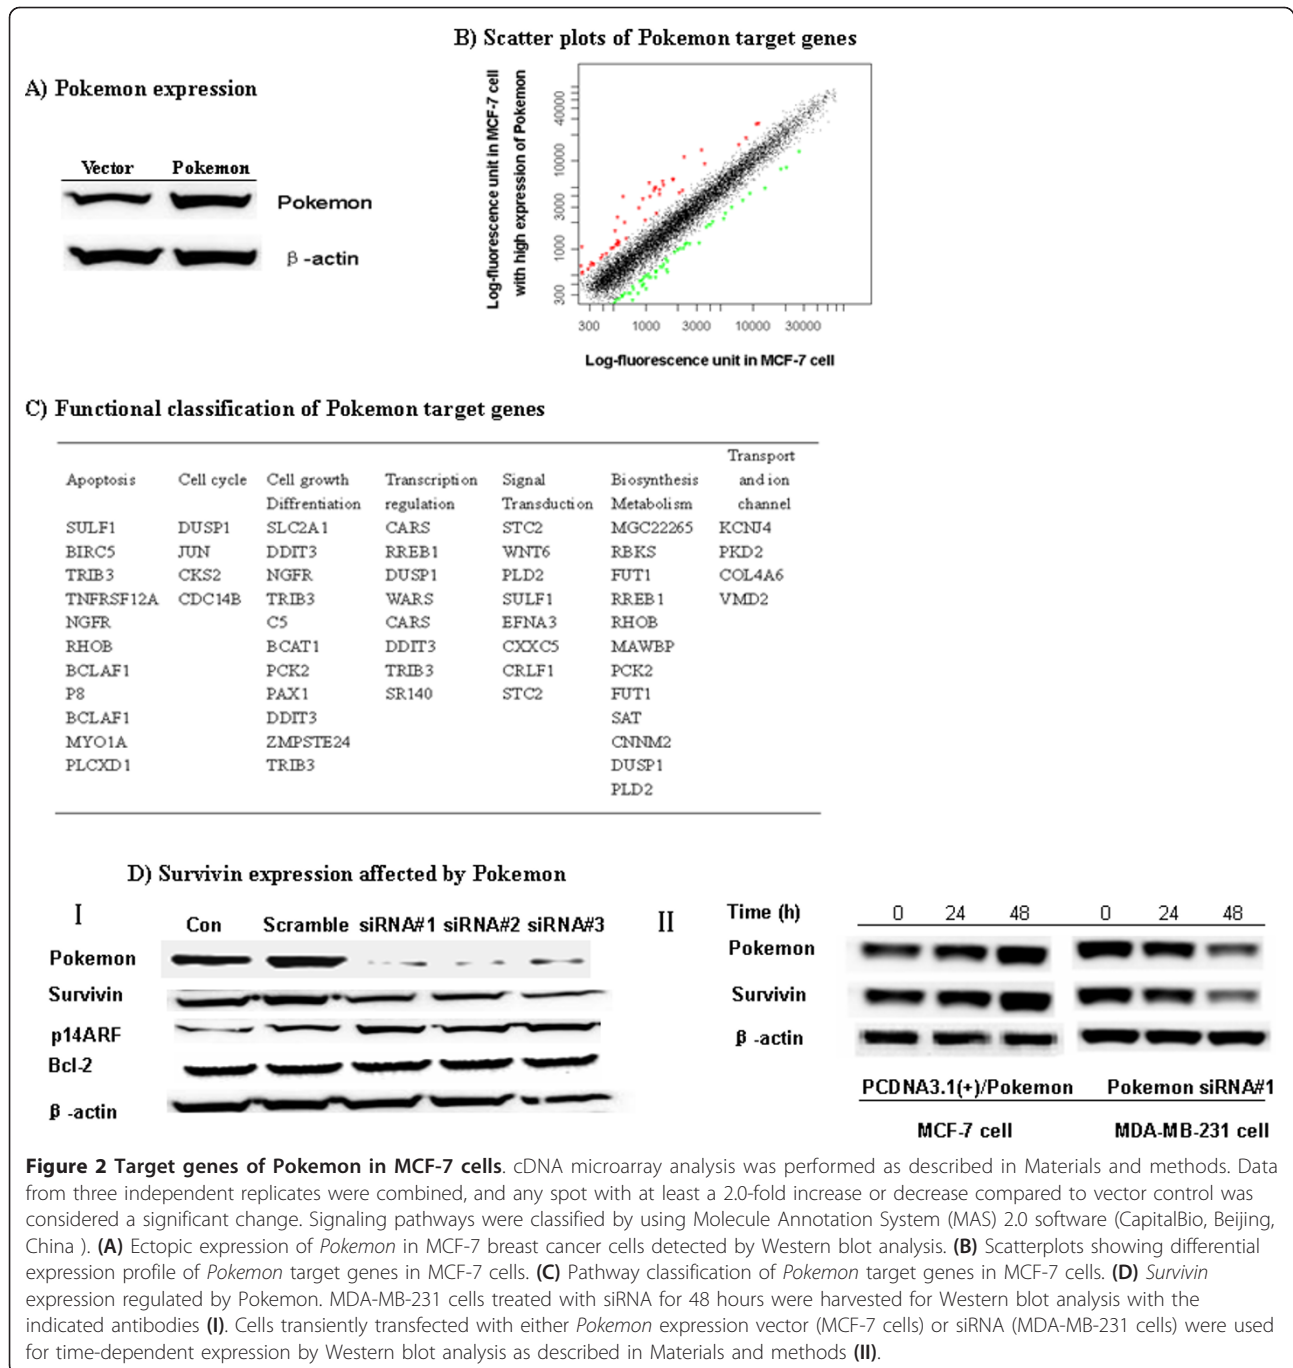 B) Scatter plots of Pokemon target genes
A) Pokemon expression
Vector Pokemon
Pokemon
β-actin
Log-fluorescence unit in MCF-7 cell
with high expression of Pokemon
300 1000 3000 10000 40000
300 1000 3000 10000 30000
Log-fluorescence unit in MCF-7 cell
C) Functional classification of Pokemon target genes
Transport
Apoptosis Cell cycle Cell growth Transcription Signal Biosynthesis and ion
Diffrentiation regulation Transduction Metabolism channel
SULF1 DUSP1 SLC2A1 CARS STC2 MGC22265 KCNJ4
BIRC5 JUN DDIT3 RREB1 WNT6 RBKS PKD2
TRIB3 CKS2 NGFR DUSP1 PLD2 FUT1 COL4A6
TNFRSF12A CDC14B TRIB3 WARS SULF1 RREB1 VMD2
NGFR C5 CARS EFNA3 RHOB
RHOB BCAT1 DDIT3 CXXC5 MAWBP
BCLAF1 PCK2 TRIB3 CRLF1 PCK2
P8 PAX1 SR140 STC2 FUT1
BCLAF1 DDIT3 SAT
MYO1A ZMPSTE24 CNNM2
PLCXD1 TRIB3 DUSP1
PLD2
D) Survivin expression affected by Pokemon
I
Con Scramble siRNA#1 siRNA#2 siRNA#3
Pokemon
Survivin
p14ARF
Bcl-2
β-actin
II
Time (h) 0 24 48 0 24 48
Pokemon
Survivin
β-actin
PCDNA3.1(+)/Pokemon Pokemon siRNA#1
MCF-7 cell MDA-MB-231 cell
Figure 2 Target genes of Pokemon in MCF-7 cells. cDNA microarray analysis was performed as described in Materials and methods. Data
from three independent replicates were combined, and any spot with at least a 2.0-fold increase or decrease compared to vector control was
considered a significant change. Signaling pathways were classified by using Molecule Annotation System (MAS) 2.0 software (CapitalBio, Beijing,
China ). (A) Ectopic expression of Pokemon in MCF-7 breast cancer cells detected by Western blot analysis. (B) Scatterplots showing differential
expression profile of Pokemon target genes in MCF-7 cells. (C) Pathway classification of Pokemon target genes in MCF-7 cells. (D) Survivin
expression regulated by Pokemon. MDA-MB-231 cells treated with siRNA for 48 hours were harvested for Western blot analysis with the
indicated antibodies (I). Cells transiently transfected with either Pokemon expression vector (MCF-7 cells) or siRNA (MDA-MB-231 cells) were used
for time-dependent expression by Western blot analysis as described in Materials and methods (II).